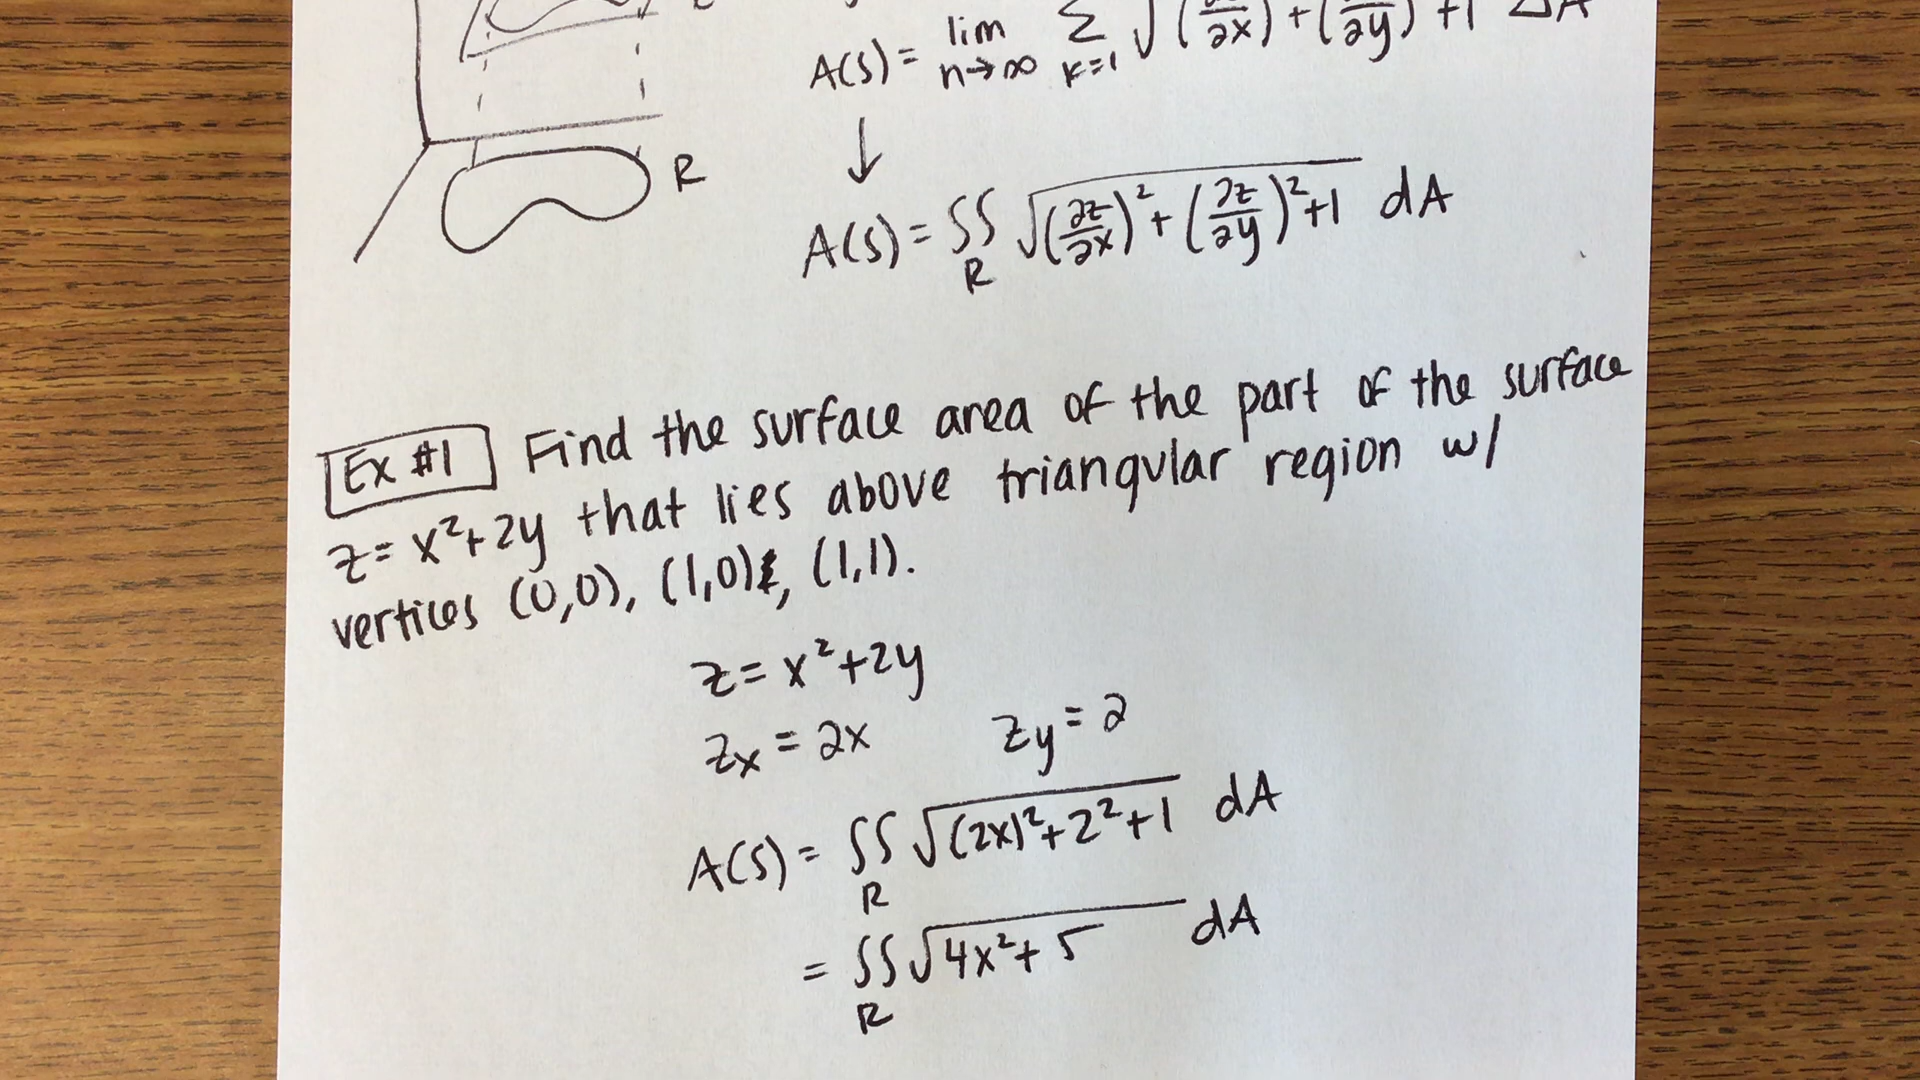 A(S) = lim n→∞ Σ k=1 √(∂x) + (∂y) + 1 ΔA
↓
R
A(S) = ∬ R √(∂z/∂x)² + (∂z/∂y)² + 1 dA
Ex #1 Find the surface area of the part of the surface
z = x² + 2y that lies above triangular region w/
vertices (0,0), (1,0) &, (1,1).
z = x² + 2y
zx = 2x zy = 2
A(S) = ∬ R √(2x)² + 2² + 1 dA
= ∬ R √4x² + 5 dA